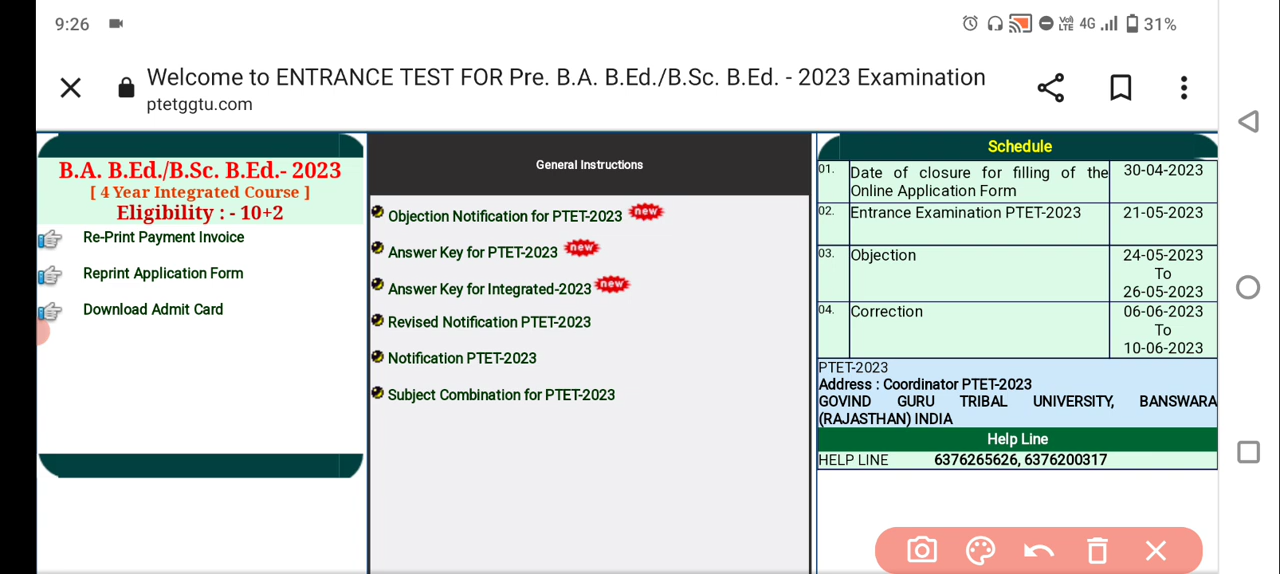 9:26
Vo) LTE 4G 31%
Welcome to ENTRANCE TEST FOR Pre. B.A. B.Ed./B.Sc. B.Ed. - 2023 Examination
ptetggtu.com
B.A. B.Ed./B.Sc. B.Ed.- 2023
[ 4 Year Integrated Course ]
Eligibility : - 10+2
Re-Print Payment Invoice
Reprint Application Form
Download Admit Card
General Instructions
Objection Notification for PTET-2023 new
Answer Key for PTET-2023 new
Answer Key for Integrated-2023 new
Revised Notification PTET-2023
Notification PTET-2023
Subject Combination for PTET-2023
Schedule
01. Date of closure for filling of the 30-04-2023
Online Application Form
02. Entrance Examination PTET-2023 21-05-2023
03. Objection 24-05-2023
To
26-05-2023
04. Correction 06-06-2023
To
10-06-2023
PTET-2023
Address : Coordinator PTET-2023
GOVIND GURU TRIBAL UNIVERSITY, BANSWARA
(RAJASTHAN) INDIA
Help Line
HELP LINE 6376265626, 6376200317